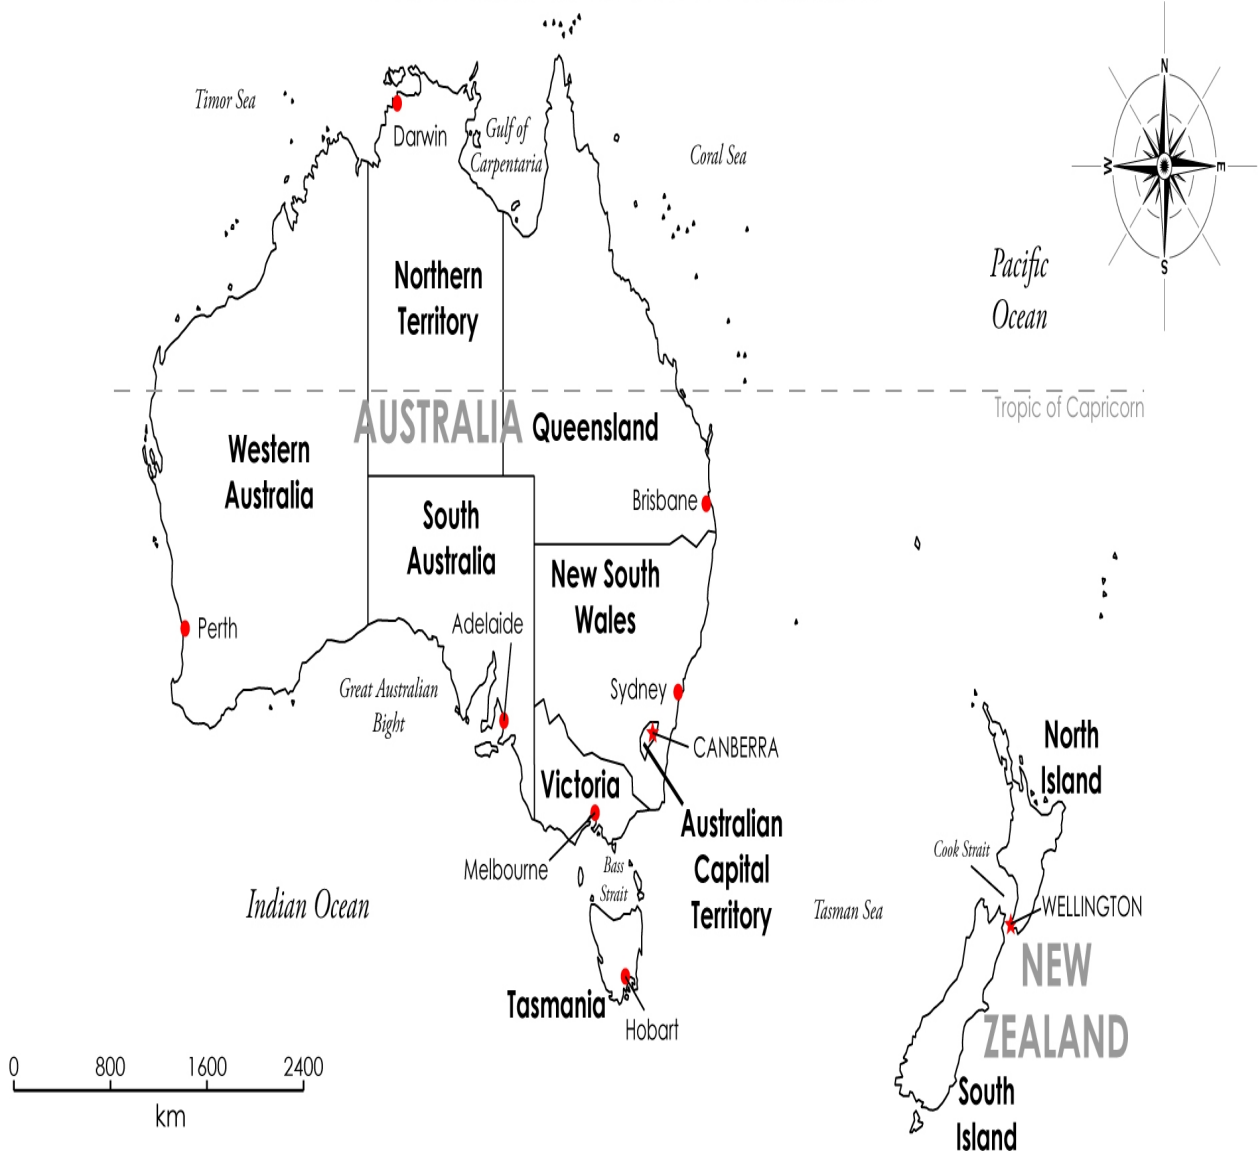 N
W
E
S
Timor Sea
Darwin
Gulf of
Carpentaria
Coral Sea
Pacific
Ocean
Northern
Territory
Tropic of Capricorn
AUSTRALIA
Queensland
Western
Australia
South
Australia
Brisbane
New South
Wales
Perth
Adelaide
Great Australian
Bight
Sydney
CANBERRA
Victoria
Australian
Capital
Territory
Melbourne
Bass
Strait
Indian Ocean
Tasman Sea
Tasmania
Hobart
North
Island
Cook Strait
WELLINGTON
NEW
ZEALAND
South
Island
0 800 1600 2400
km